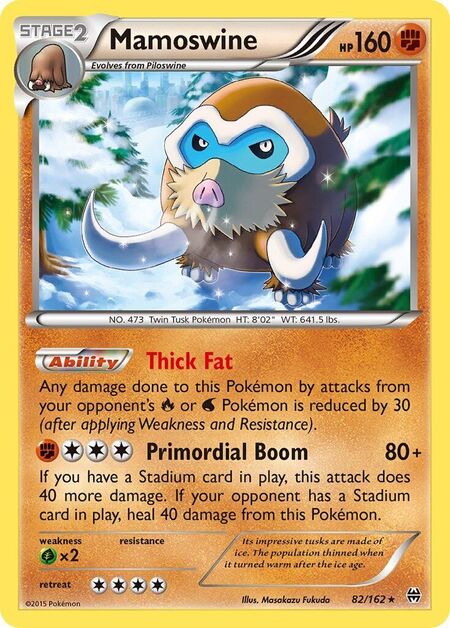 STAGE2
Mamoswine
HP160
Evolves from Piloswine
NO. 473 Twin Tusk Pokémon HT: 8'02" WT: 641.5 lbs.
Ability Thick Fat
Any damage done to this Pokémon by attacks from
your opponent's or Pokémon is reduced by 30
(after applying Weakness and Resistance).
Primordial Boom 80+
If you have a Stadium card in play, this attack does
40 more damage. If your opponent has a Stadium
card in play, heal 40 damage from this Pokémon.
weakness resistance
×2
retreat
Its impressive tusks are made of
ice. The population thinned when
it turned warm after the ice age.
©2015 Pokémon
Illus. Masakazu Fukuda
82/162 ★